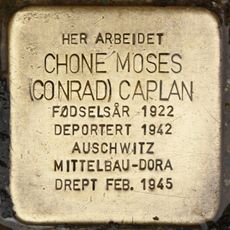 HER ARBEIDET
CHONE MOSES
(CONRAD) CAPLAN
FØDSELSÅR 1922
DEPORTERT 1942
AUSCHWITZ
MITTELBAU-DORA
DREPT FEB. 1945